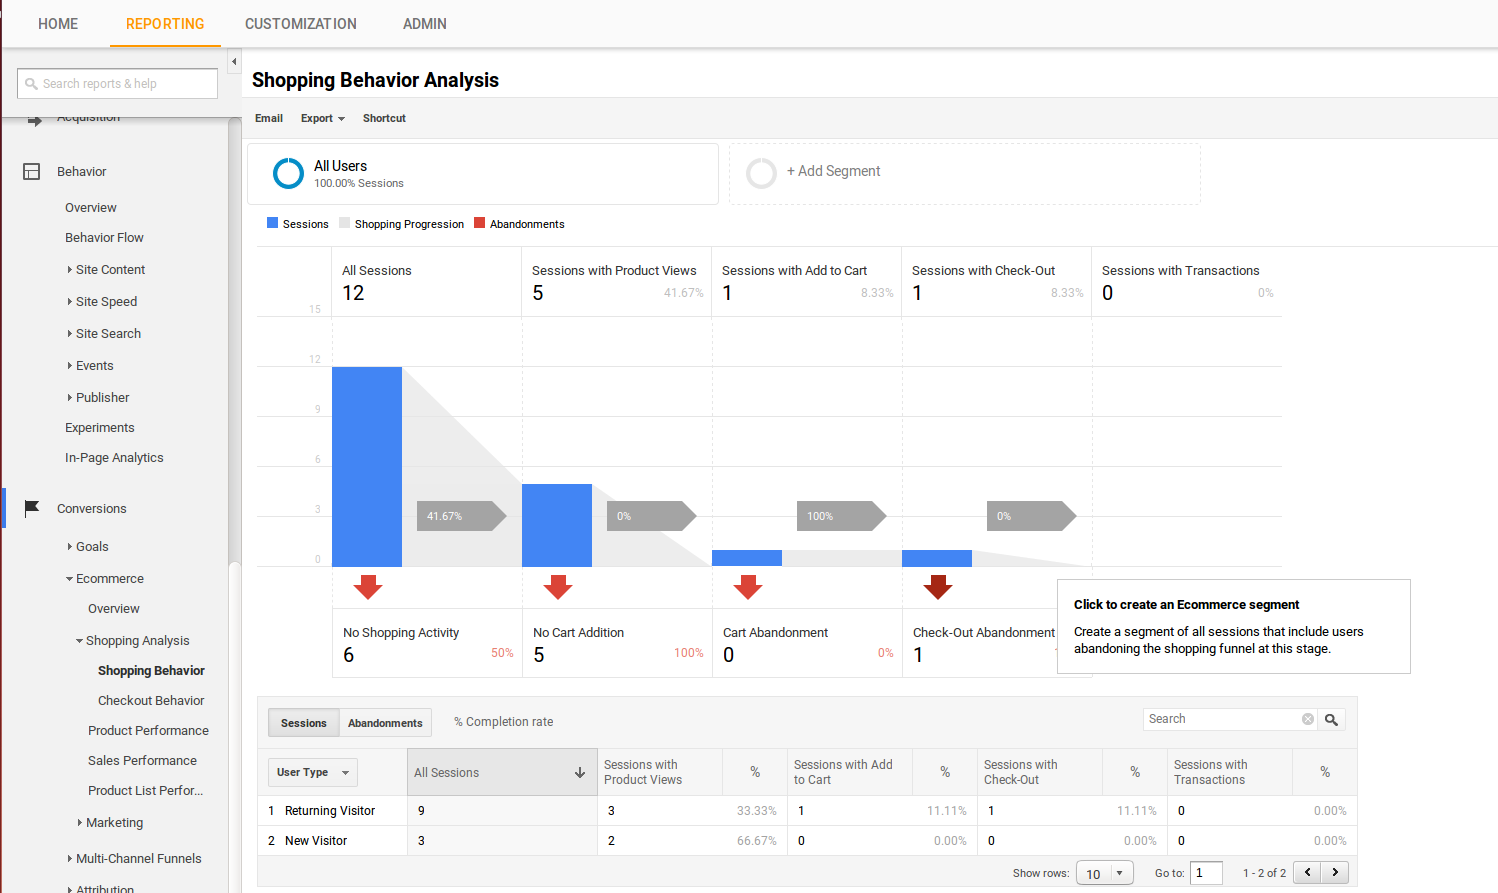 HOME REPORTING CUSTOMIZATION ADMIN
Search reports & help
Acquisition
Behavior
Overview
Behavior Flow
Site Content
Site Speed
Site Search
Events
Publisher
Experiments
In-Page Analytics
Conversions
Goals
Ecommerce
Overview
Shopping Analysis
Shopping Behavior
Checkout Behavior
Product Performance
Sales Performance
Product List Perfor...
Marketing
Multi-Channel Funnels
Attribution
Shopping Behavior Analysis
Email Export Shortcut
All Users
100.00% Sessions
+ Add Segment
Sessions Shopping Progression Abandonments
All Sessions Sessions with Product Views Sessions with Add to Cart Sessions with Check-Out Sessions with Transactions
12 5 41.67% 1 8.33% 1 8.33% 0 0%
15
12
9
6
3
0
41.67% 0% 100% 0%
No Shopping Activity No Cart Addition Cart Abandonment Check-Out Abandonment
6 50% 5 100% 0 0% 1
Click to create an Ecommerce segment
Create a segment of all sessions that include users
abandoning the shopping funnel at this stage.
Sessions Abandonments % Completion rate Search
User Type All Sessions Sessions with Product Views % Sessions with Add to Cart % Sessions with Check-Out % Sessions with Transactions %
1 Returning Visitor 9 3 33.33% 1 11.11% 1 11.11% 0 0.00%
2 New Visitor 3 2 66.67% 0 0.00% 0 0.00% 0 0.00%
Show rows: 10 Go to: 1 1 - 2 of 2